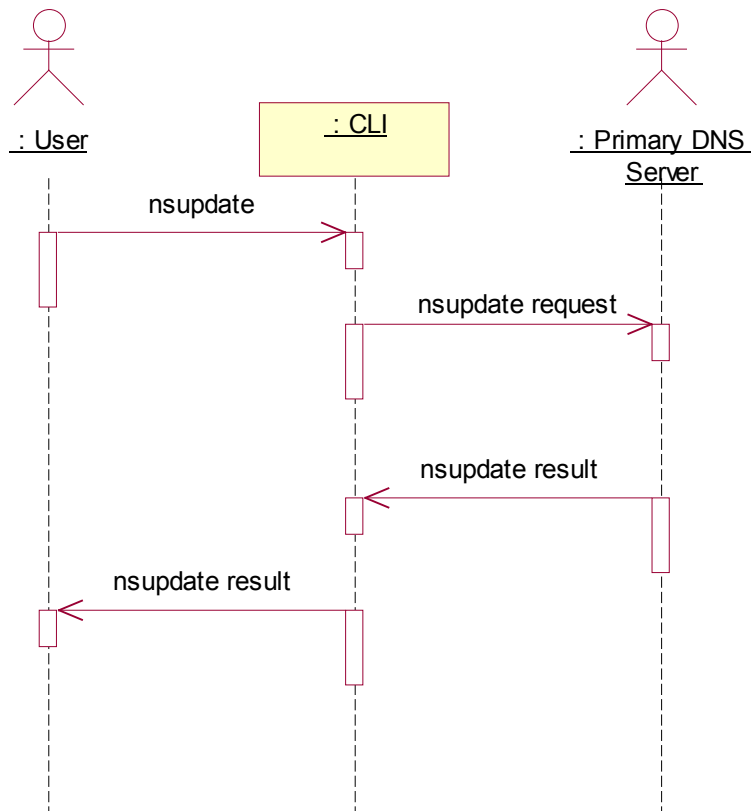 : User
: CLI
: Primary DNS
Server
nsupdate
nsupdate request
nsupdate result
nsupdate result